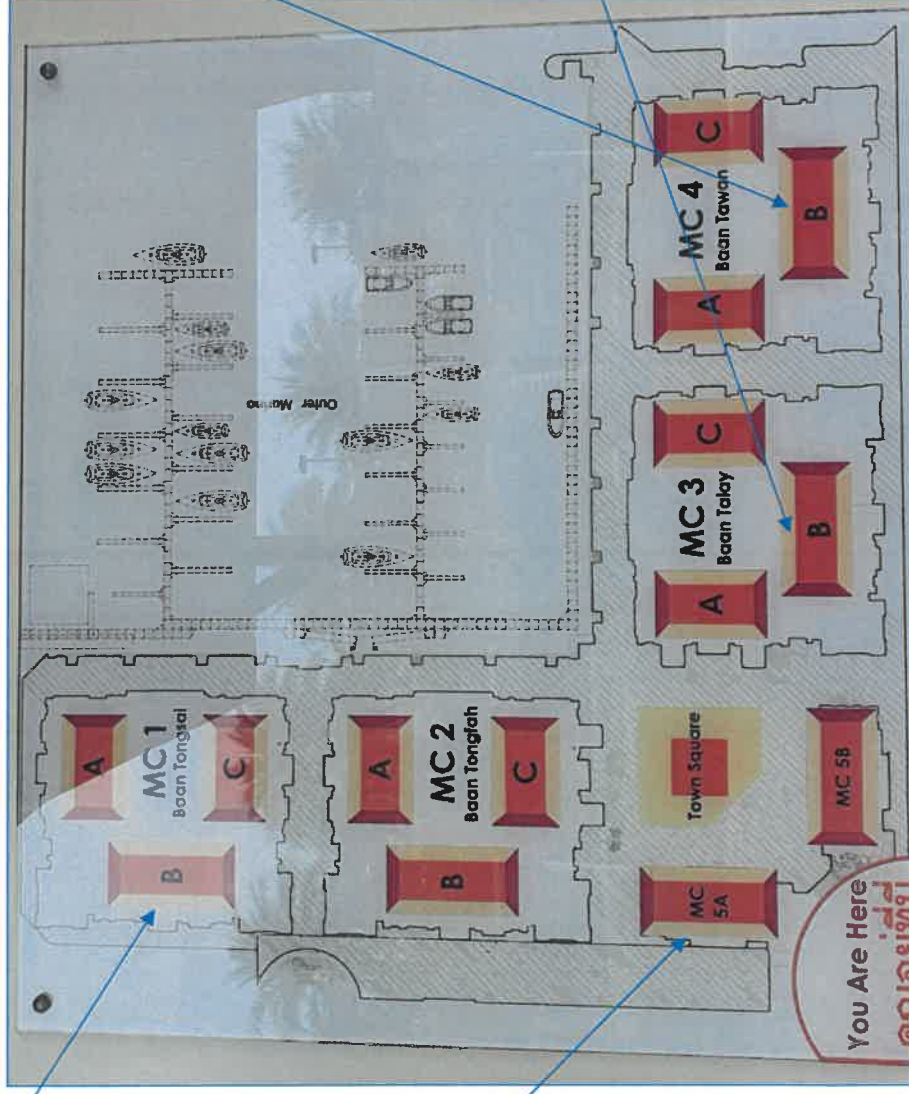 MC 1
Baan Tongsai
A
B
C
MC 2
Baan Tongfah
A
B
C
Outer Marina
MC 3
Baan Talay
A
B
C
MC 4
Baan Tawan
A
B
C
Town Square
MC
5A
MC 5B
You Are Here